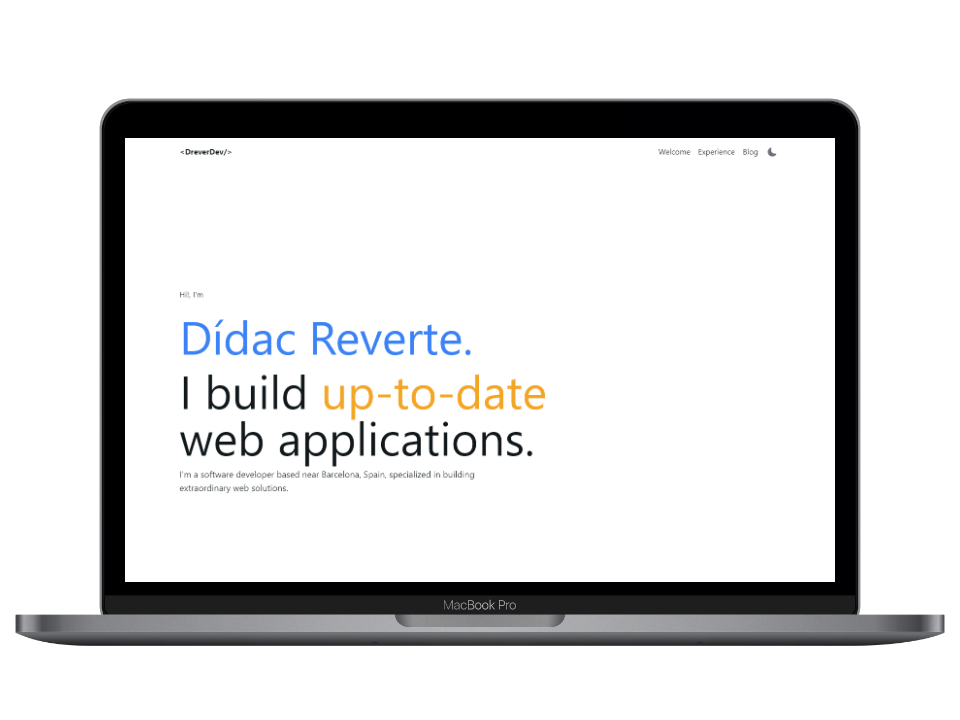 <DreverDev/>
Welcome Experience Blog
Hi!, I'm
Dídac Reverte.
I build up-to-date
web applications.
I'm a software developer based near Barcelona, Spain, specialized in building
extraordinary web solutions.
MacBook Pro